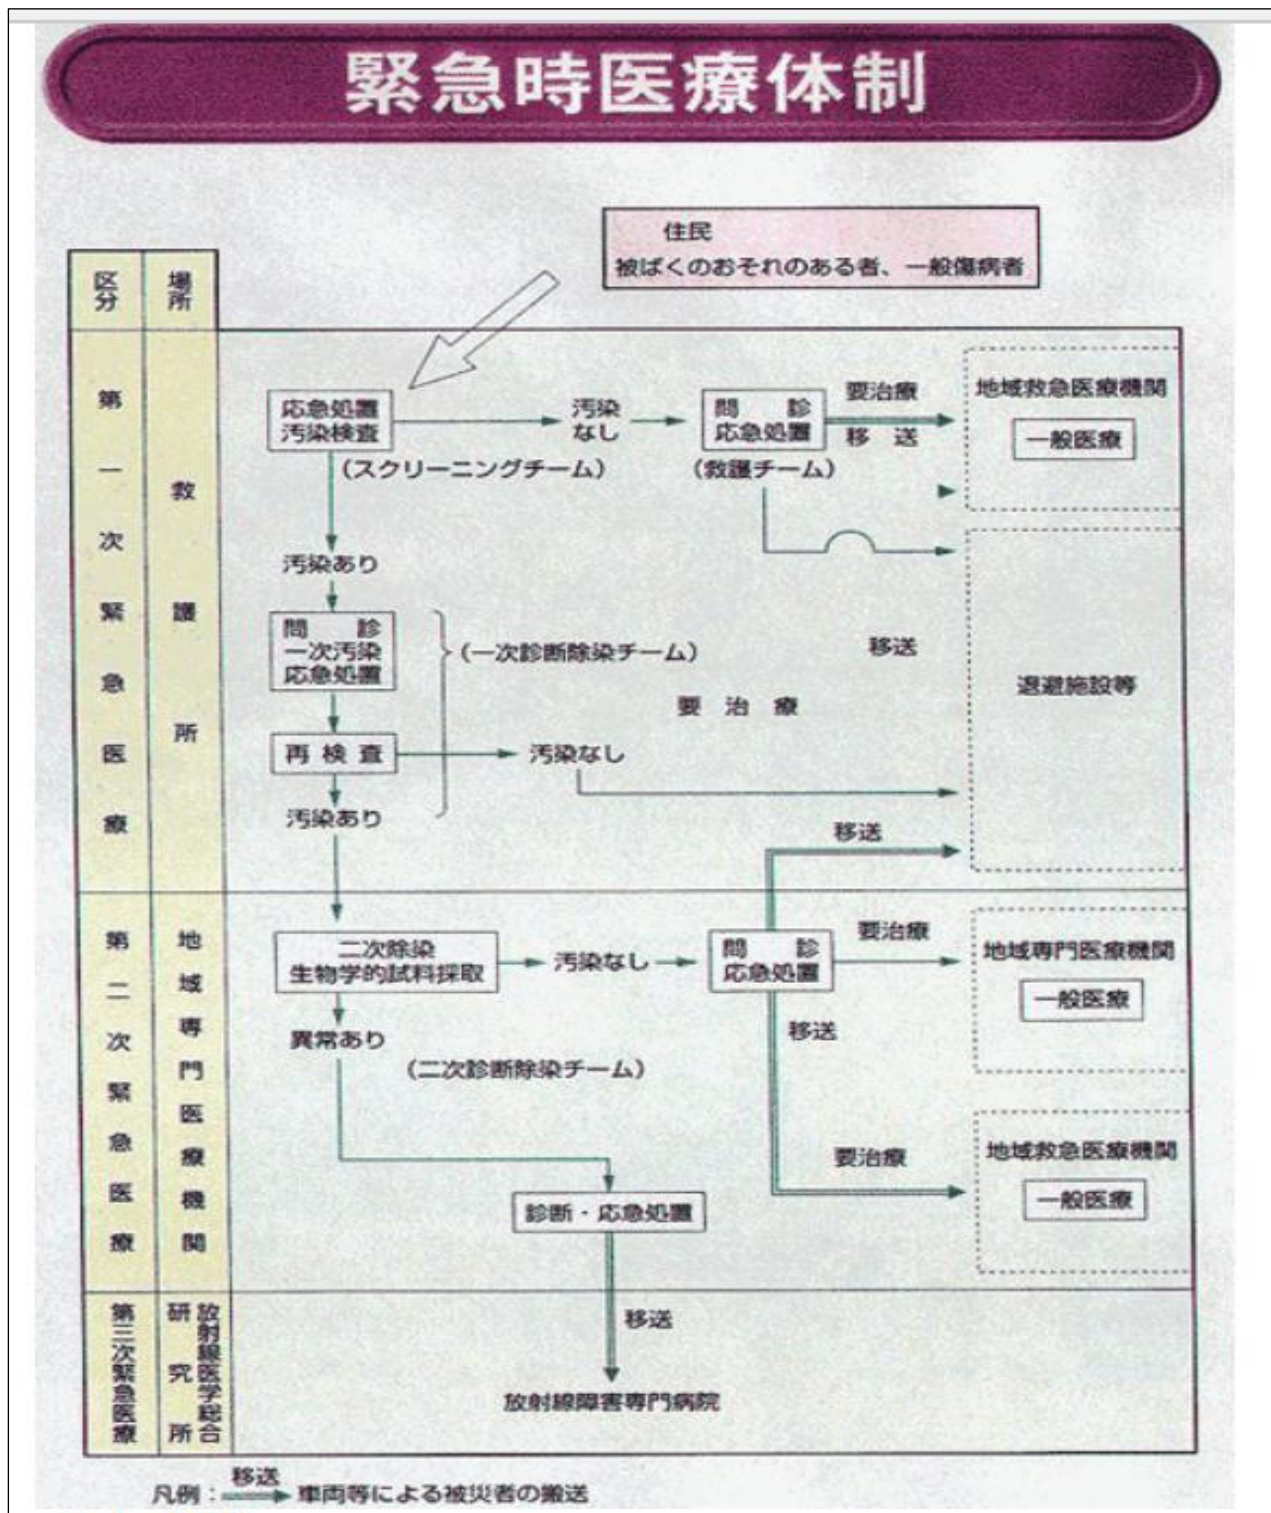 緊急時医療体制
住民
被ばくのおそれのある者、一般傷病者
区分
場所
第一次緊急医療
救護所
応急処置
汚染検査
(スクリーニングチーム)
汚染
なし
問診
応急処置
(救護チーム)
要治療
移送
地域救急医療機関
一般医療
汚染あり
問診
一次汚染
応急処置
(一次診断除染チーム)
移送
要治療
退避施設等
再検査
汚染なし
汚染あり
移送
第二次緊急医療
地域専門医療機関
二次除染
生物学的試料採取
汚染なし
問診
応急処置
要治療
地域専門医療機関
一般医療
異常あり
(二次診断除染チーム)
移送
要治療
地域救急医療機関
一般医療
診断・応急処置
第三次緊急医療
放射線医学総合
研究所
移送
放射線障害専門病院
移送
凡例:車両等による被災者の搬送